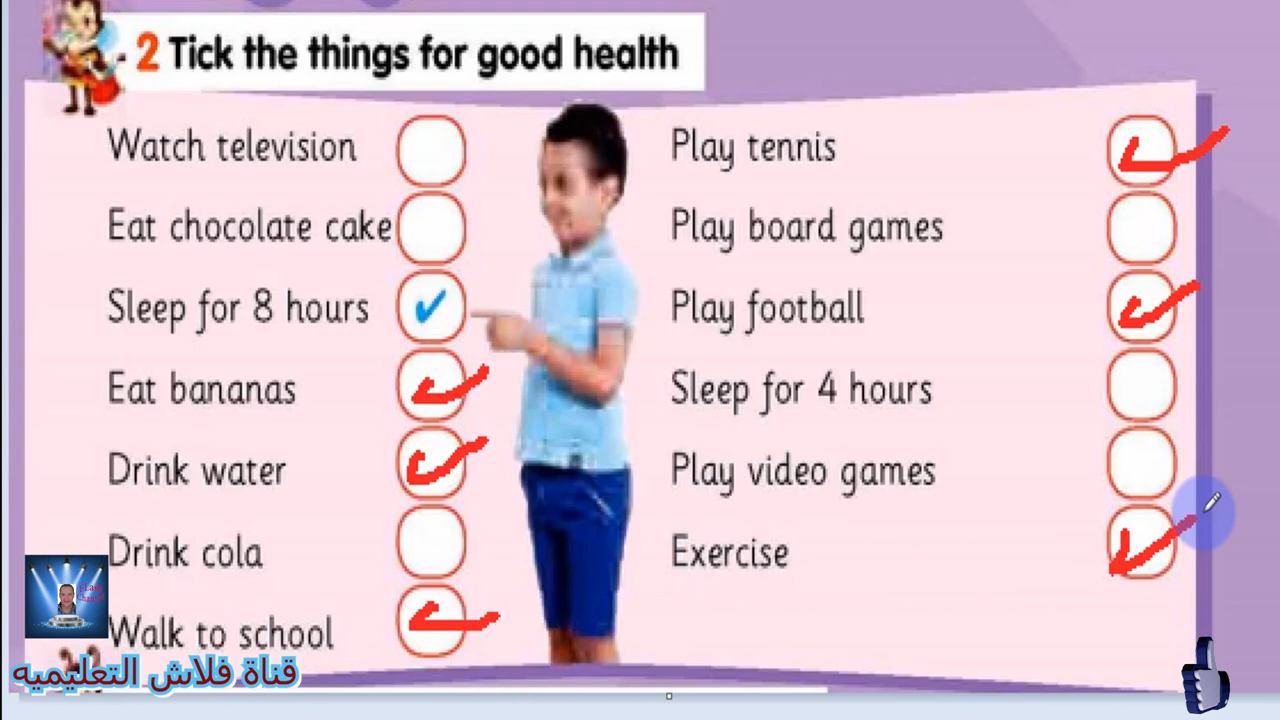 2 Tick the things for good health
Watch television
Eat chocolate cake
Sleep for 8 hours
Eat bananas
Drink water
Drink cola
Walk to school
Play tennis
Play board games
Play football
Sleep for 4 hours
Play video games
Exercise
قناة فلاش التعليميه